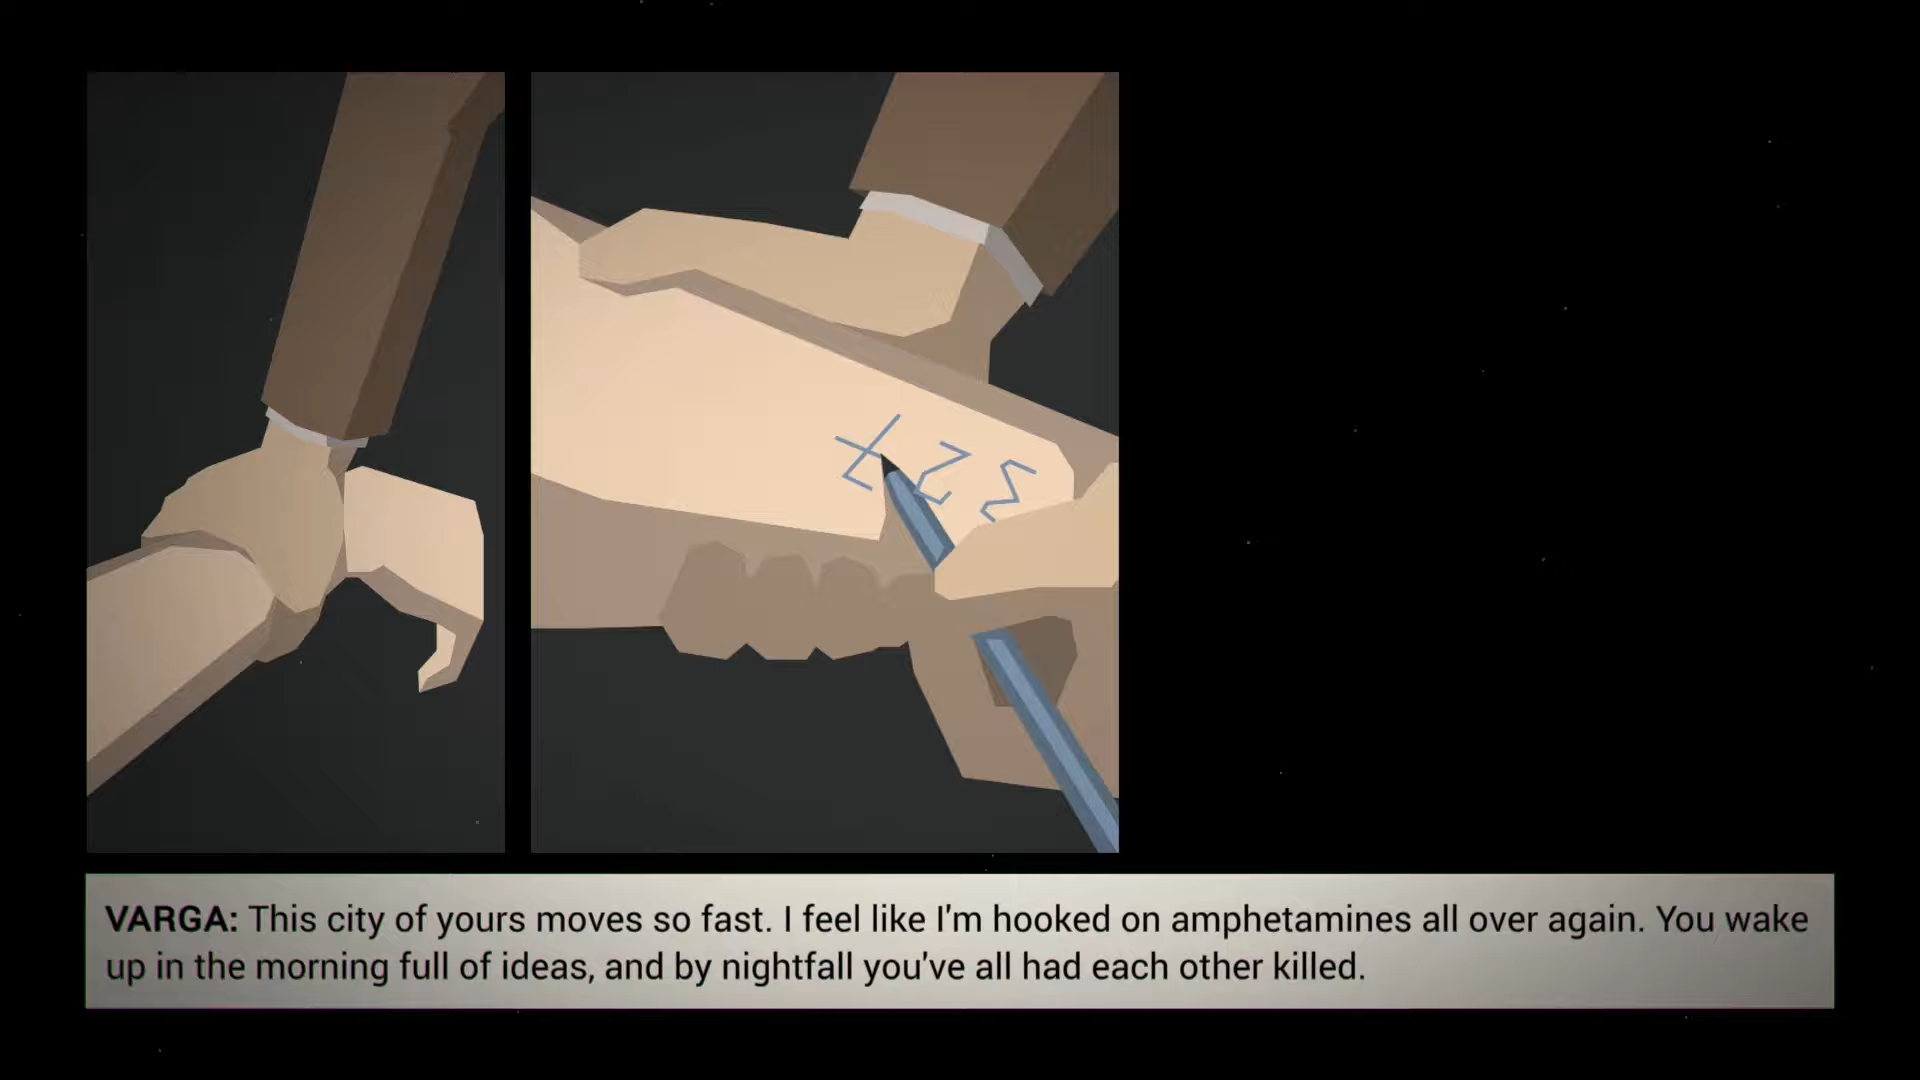 327
VARGA: This city of yours moves so fast. I feel like I'm hooked on amphetamines all over again. You wake
up in the morning full of ideas, and by nightfall you've all had each other killed.